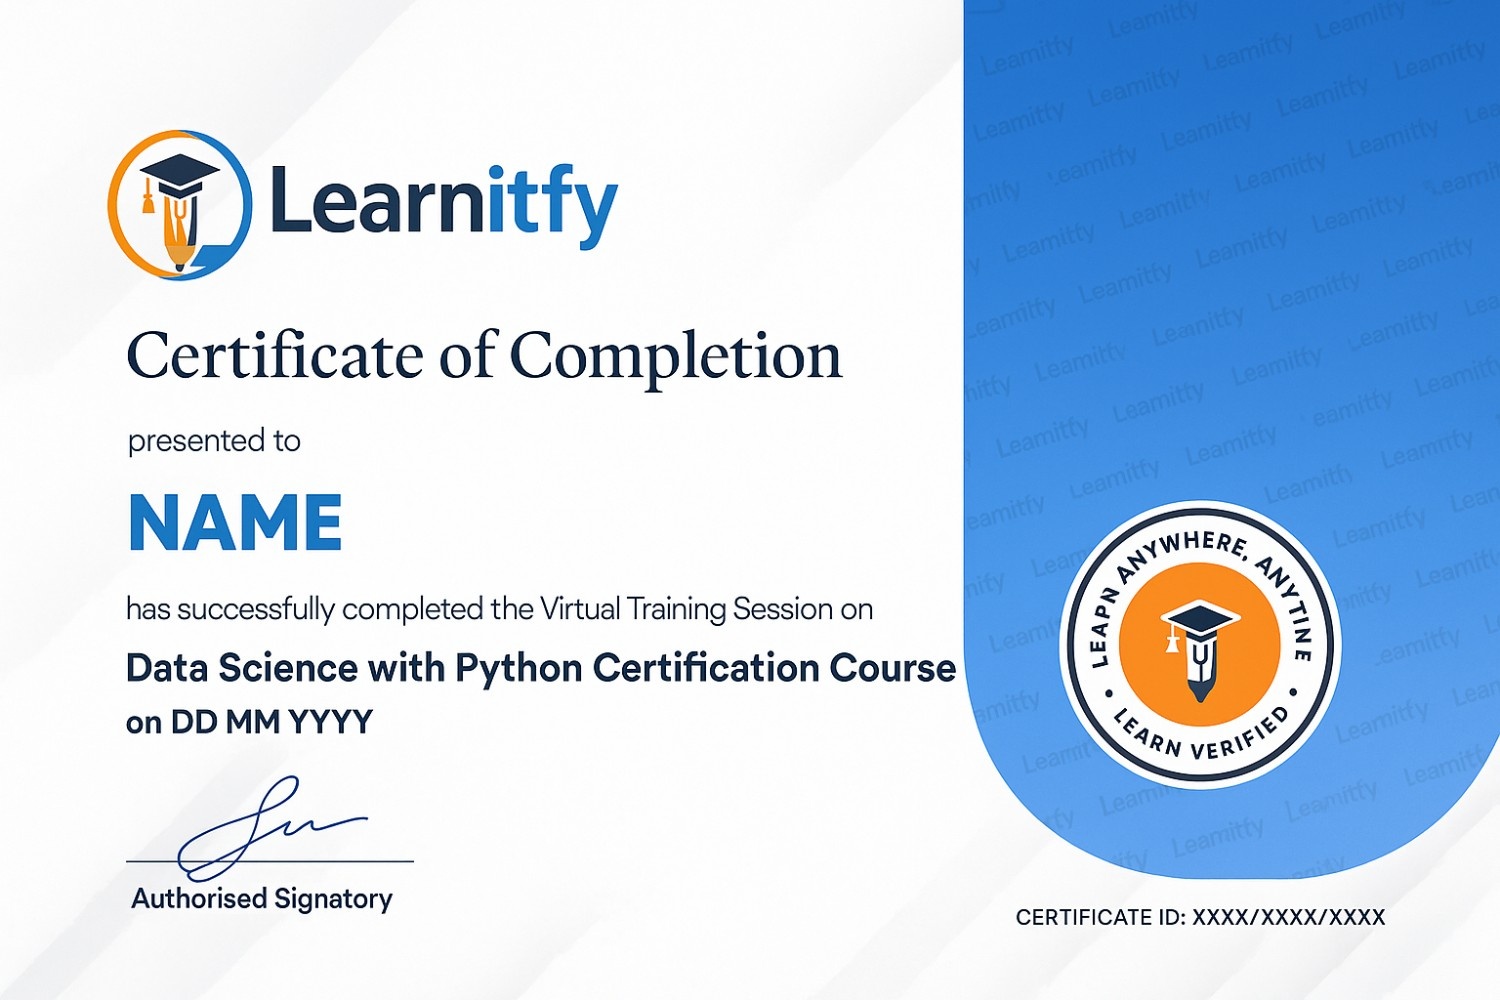 Learnitfy
Certificate of Completion
presented to
NAME
has successfully completed the Virtual Training Session on
Data Science with Python Certification Course
on DD MM YYYY
Authorised Signatory
LEAPN ANYWHERE, ANYTINE
• LEARN VERIFIED •
CERTIFICATE ID: XXXX/XXXX/XXXX